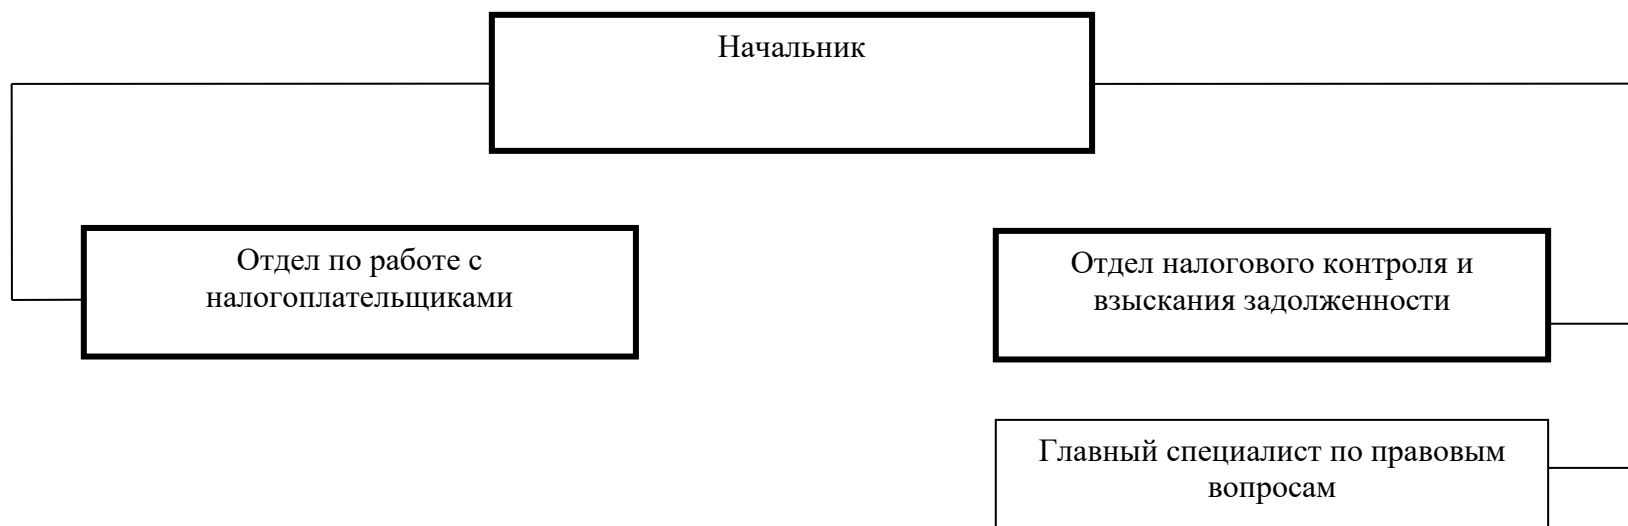 Начальник
Отдел по работе с
налогоплательщиками
Отдел налогового контроля и
взыскания задолженности
Главный специалист по правовым
вопросам